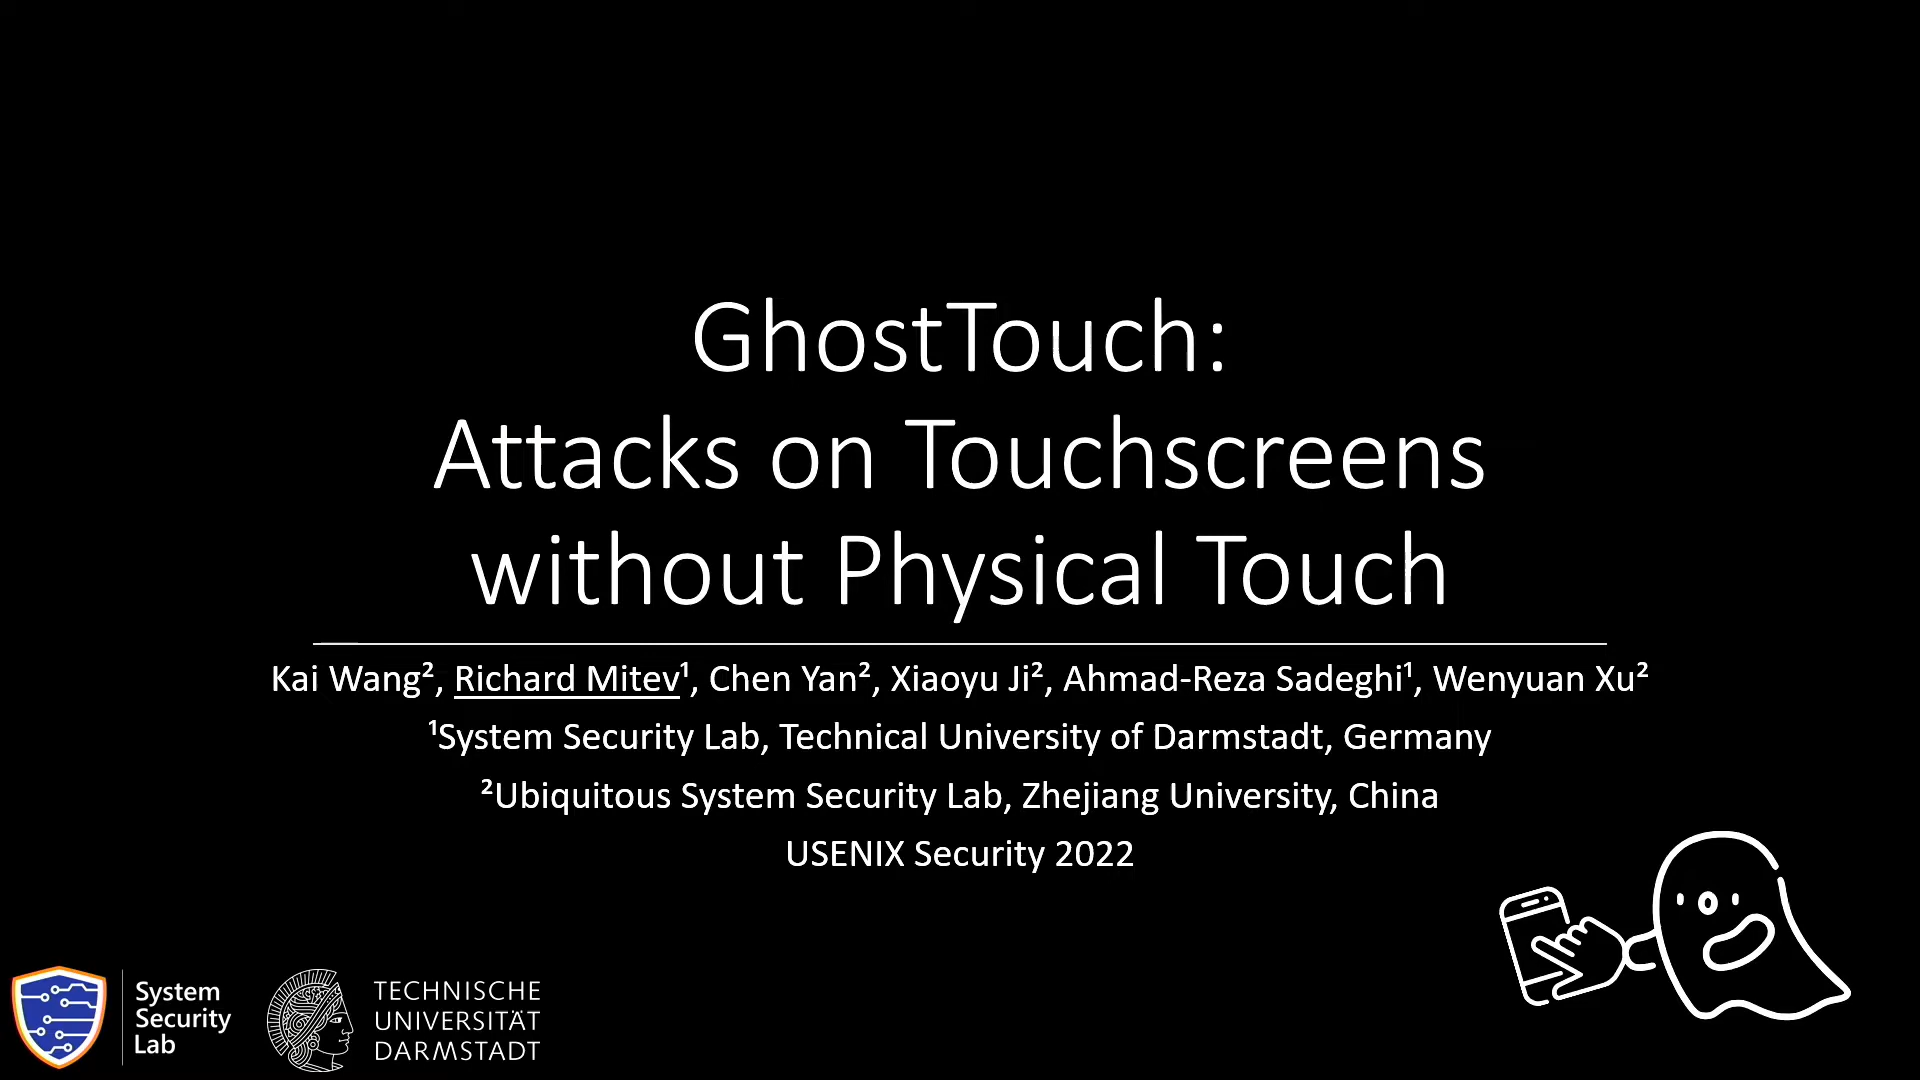 GhostTouch:
Attacks on Touchscreens
without Physical Touch
Kai Wang², Richard Mitev¹, Chen Yan², Xiaoyu Ji², Ahmad-Reza Sadeghi¹, Wenyuan Xu²
¹System Security Lab, Technical University of Darmstadt, Germany
²Ubiquitous System Security Lab, Zhejiang University, China
USENIX Security 2022
System
Security
Lab
TECHNISCHE
UNIVERSITÄT
DARMSTADT